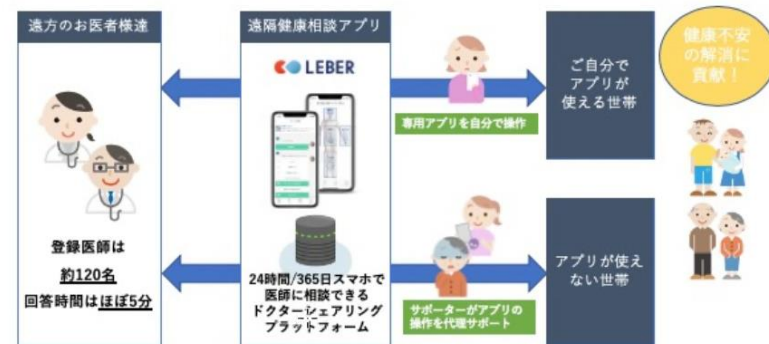 遠方のお医者様達
登録医師は
約120名
回答時間はほぼ5分
遠隔健康相談アプリ
LEBER
24時間/365日スマホで
医師に相談できる
ドクターシェアリング
プラットフォーム
専用アプリを自分で操作
サポーターがアプリの
操作を代理サポート
ご自分で
アプリが
使える世帯
アプリが使え
ない世帯
健康不安
の解消に
貢献!